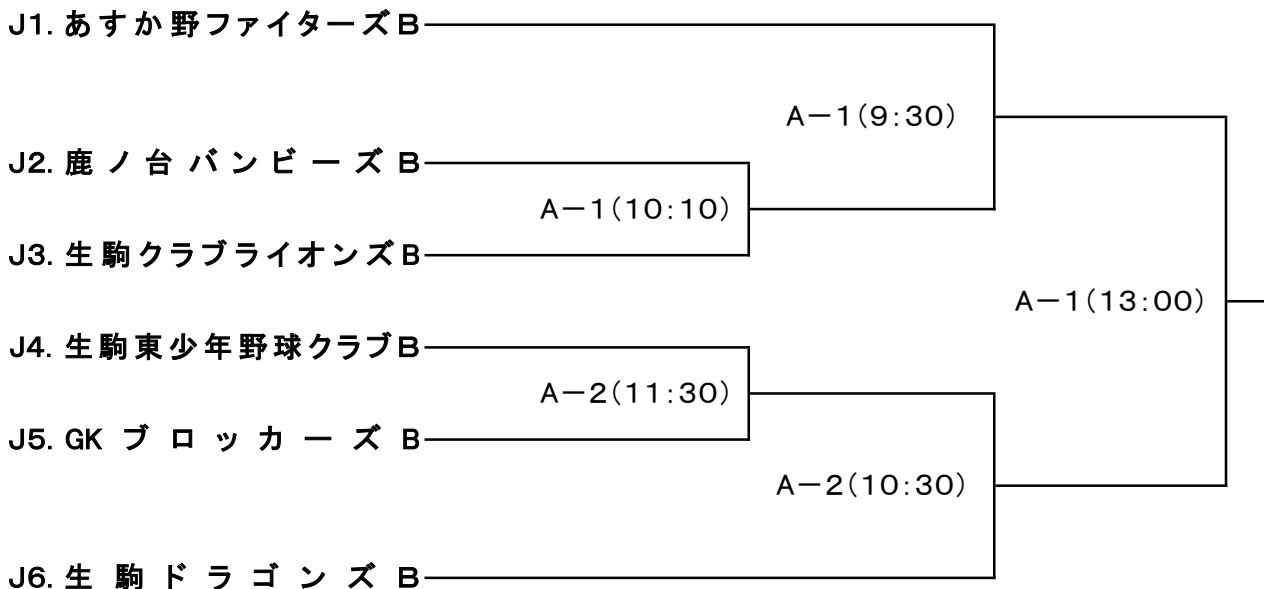 J1. あすか野ファイターズB
A－1(9:30)
J2. 鹿ノ台バンビーズB
A－1(10:10)
J3. 生駒クラブライオンズB
A－1(13:00)
J4. 生駒東少年野球クラブB
A－2(11:30)
J5. GKブロッカーズB
A－2(10:30)
J6. 生駒ドラゴンズB